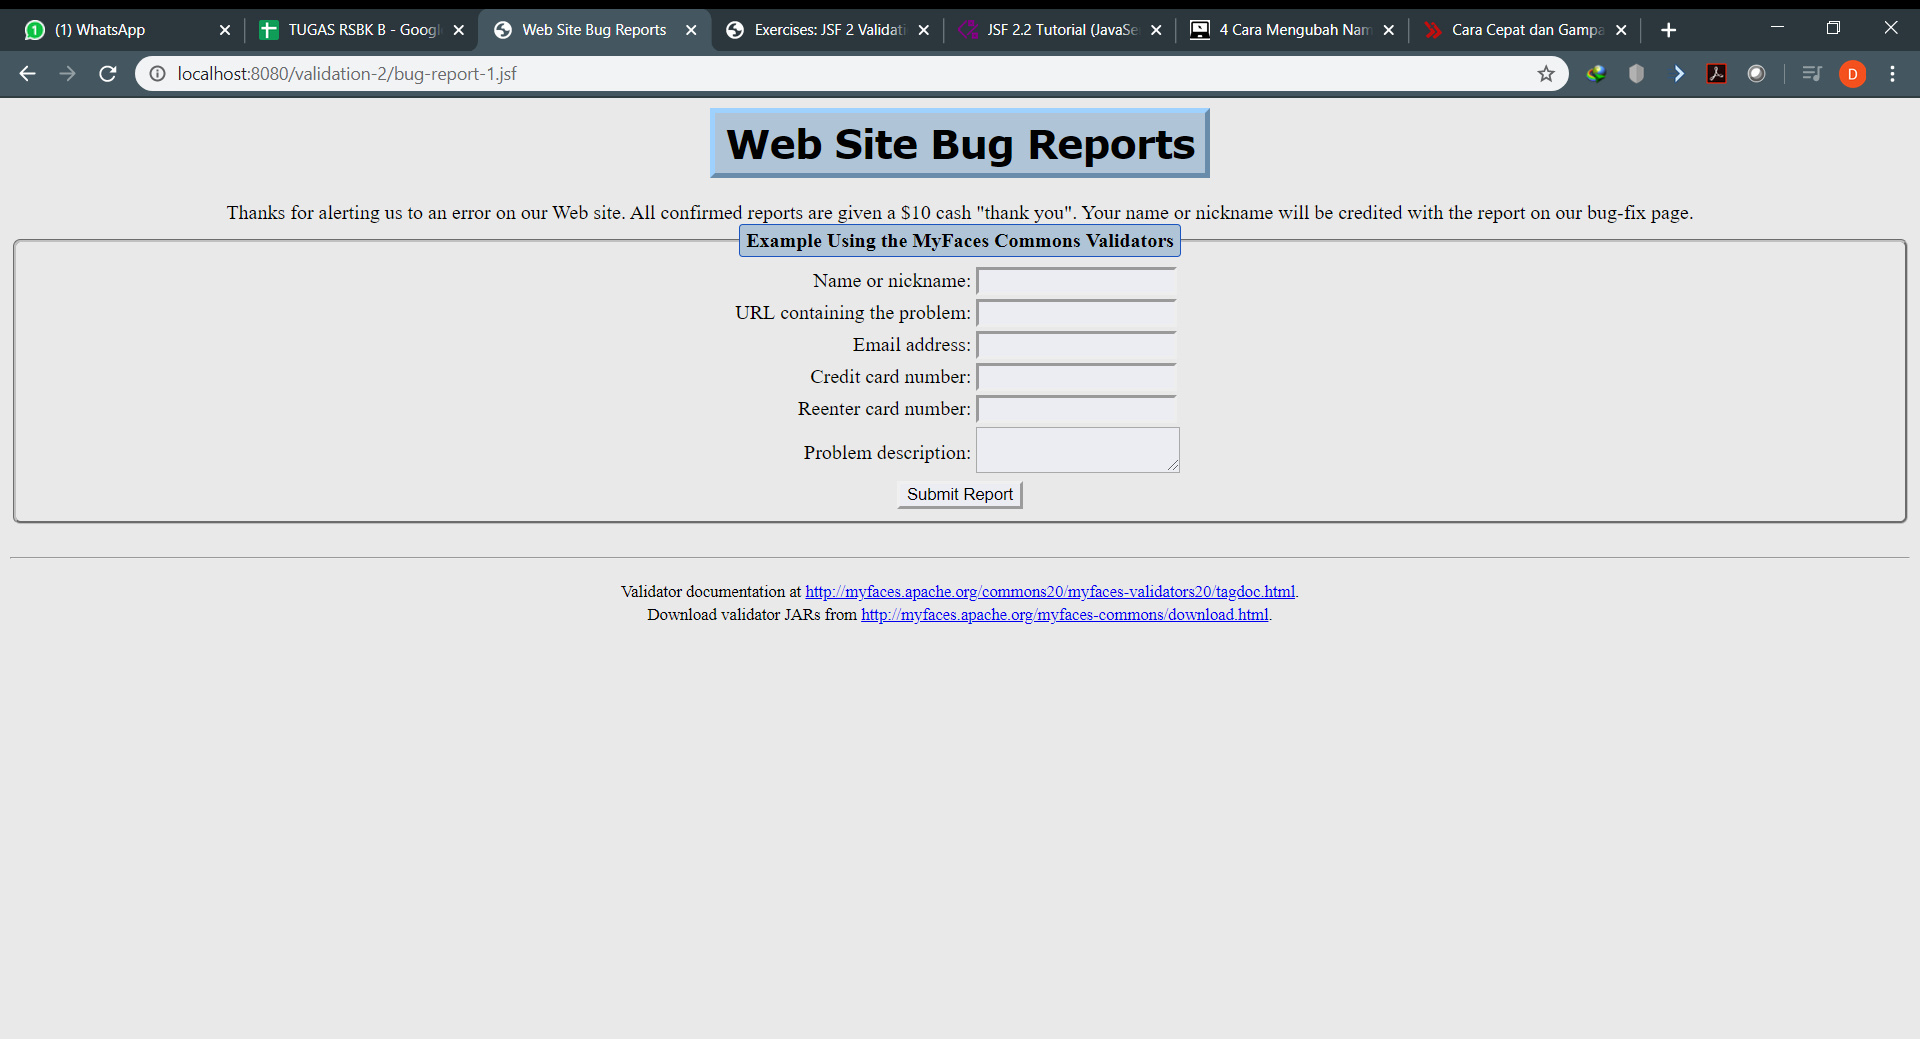 (1) WhatsApp
TUGAS RSBK B - Googl
Web Site Bug Reports
Exercises: JSF 2 Validati
JSF 2.2 Tutorial (JavaSe
4 Cara Mengubah Nam
Cara Cepat dan Gampa
localhost:8080/validation-2/bug-report-1.jsf
D
Web Site Bug Reports
Thanks for alerting us to an error on our Web site. All confirmed reports are given a $10 cash "thank you". Your name or nickname will be credited with the report on our bug-fix page.
Example Using the MyFaces Commons Validators
Name or nickname:
URL containing the problem:
Email address:
Credit card number:
Reenter card number:
Problem description:
Submit Report
Validator documentation at http://myfaces.apache.org/commons20/myfaces-validators20/tagdoc.html.
Download validator JARs from http://myfaces.apache.org/myfaces-commons/download.html.